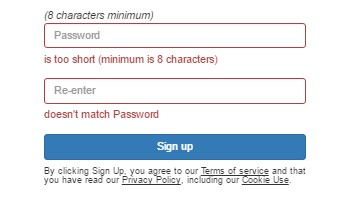 (8 characters minimum)
Password
is too short (minimum is 8 characters)
Re-enter
doesn't match Password
Sign up
By clicking Sign Up, you agree to our Terms of service and that
you have read our Privacy Policy, including our Cookie Use.